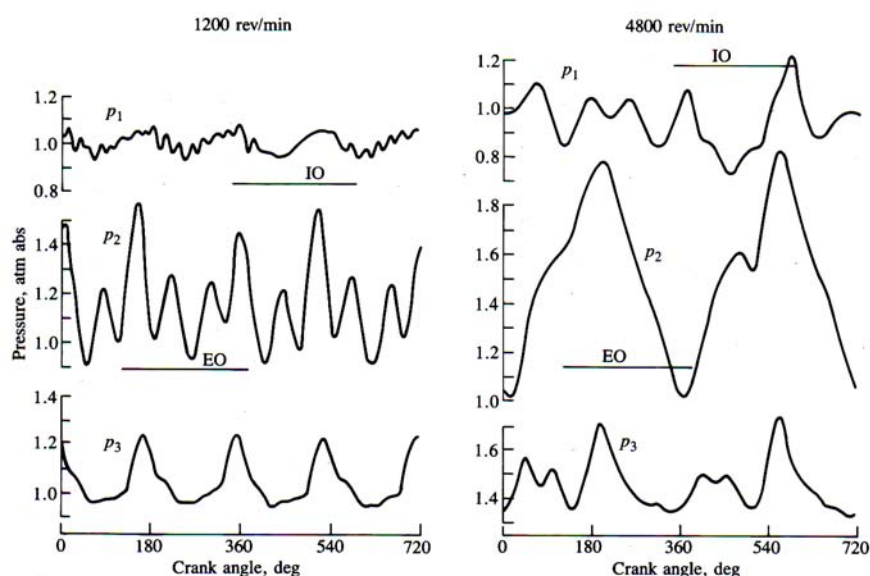 1200 rev/min
4800 rev/min
Pressure, atm abs
1.2
1.0
0.8
p1
IO
1.4
1.2
1.0
p2
EO
1.4
1.2
1.0
p3
0
180
360
540
720
Crank angle, deg
1.2
1.0
0.8
p1
IO
1.8
1.6
1.4
1.2
1.0
p2
EO
1.6
1.4
p3
0
180
360
540
720
Crank angle, deg